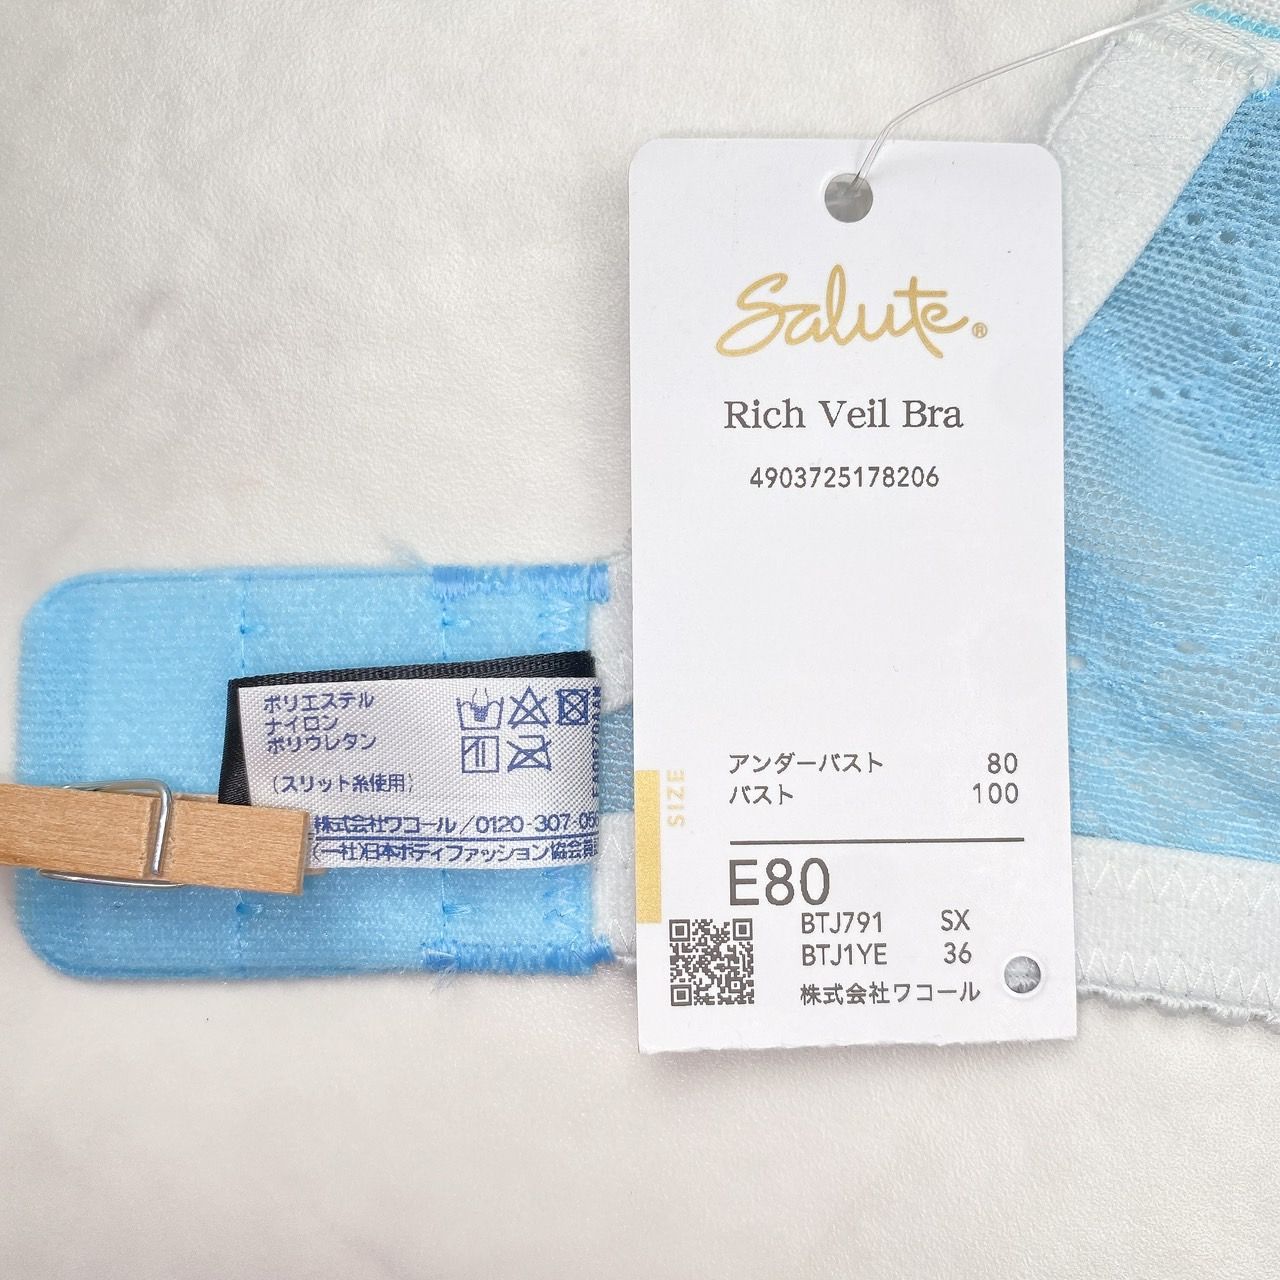 Salute®
Rich Veil Bra
4903725178206
SIZE
アンダーバスト 80
バスト 100
E80
BTJ791 SX
BTJ1YE 36
株式会社ワコール
ポリエステル
ナイロン
ポリウレタン
(スリット糸使用)
株式会社ワコール/0120-307-056
(一社)日本ボディファッション協会